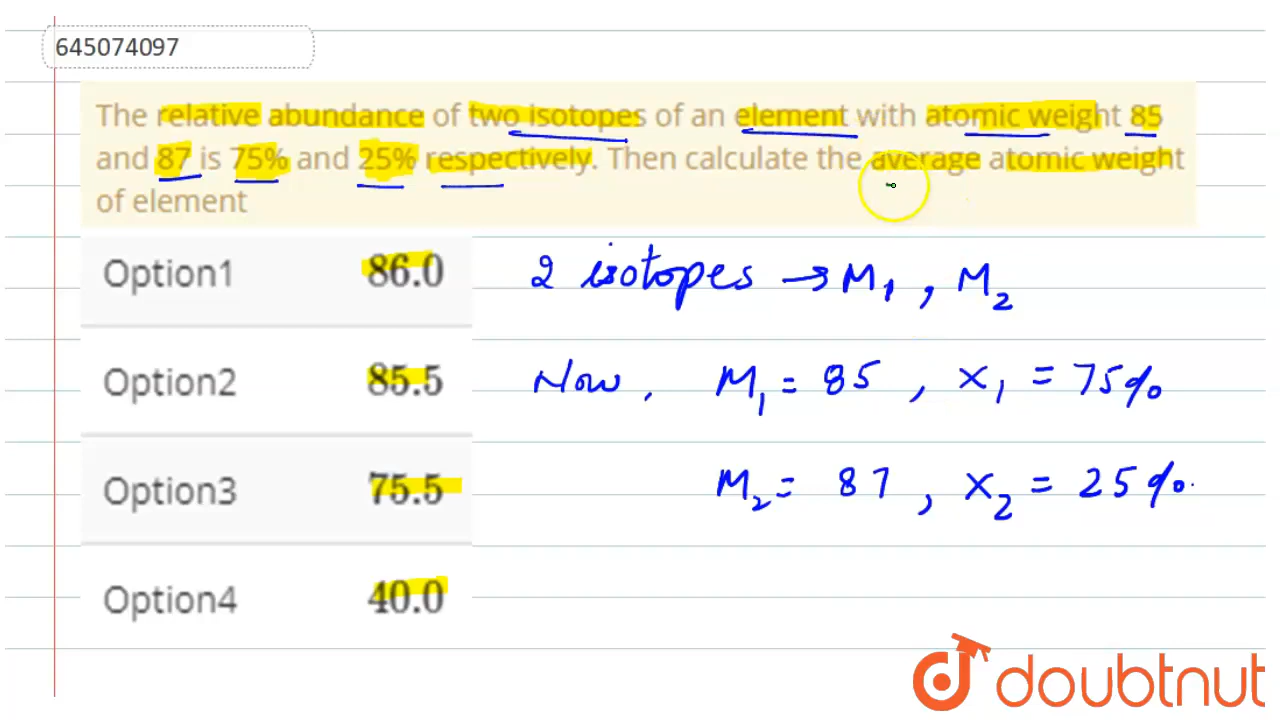 645074097
The relative abundance of two isotopes of an element with atomic weight 85
and 87 is 75% and 25% respectively. Then calculate the average atomic weight
of element
Option1 86.0
2 isotopes → M1 , M2
Option2 85.5
Now, M1 = 85 , X1 = 75%
Option3 75.5
M2 = 87 , X2 = 25%.
Option4 40.0
doubtnut